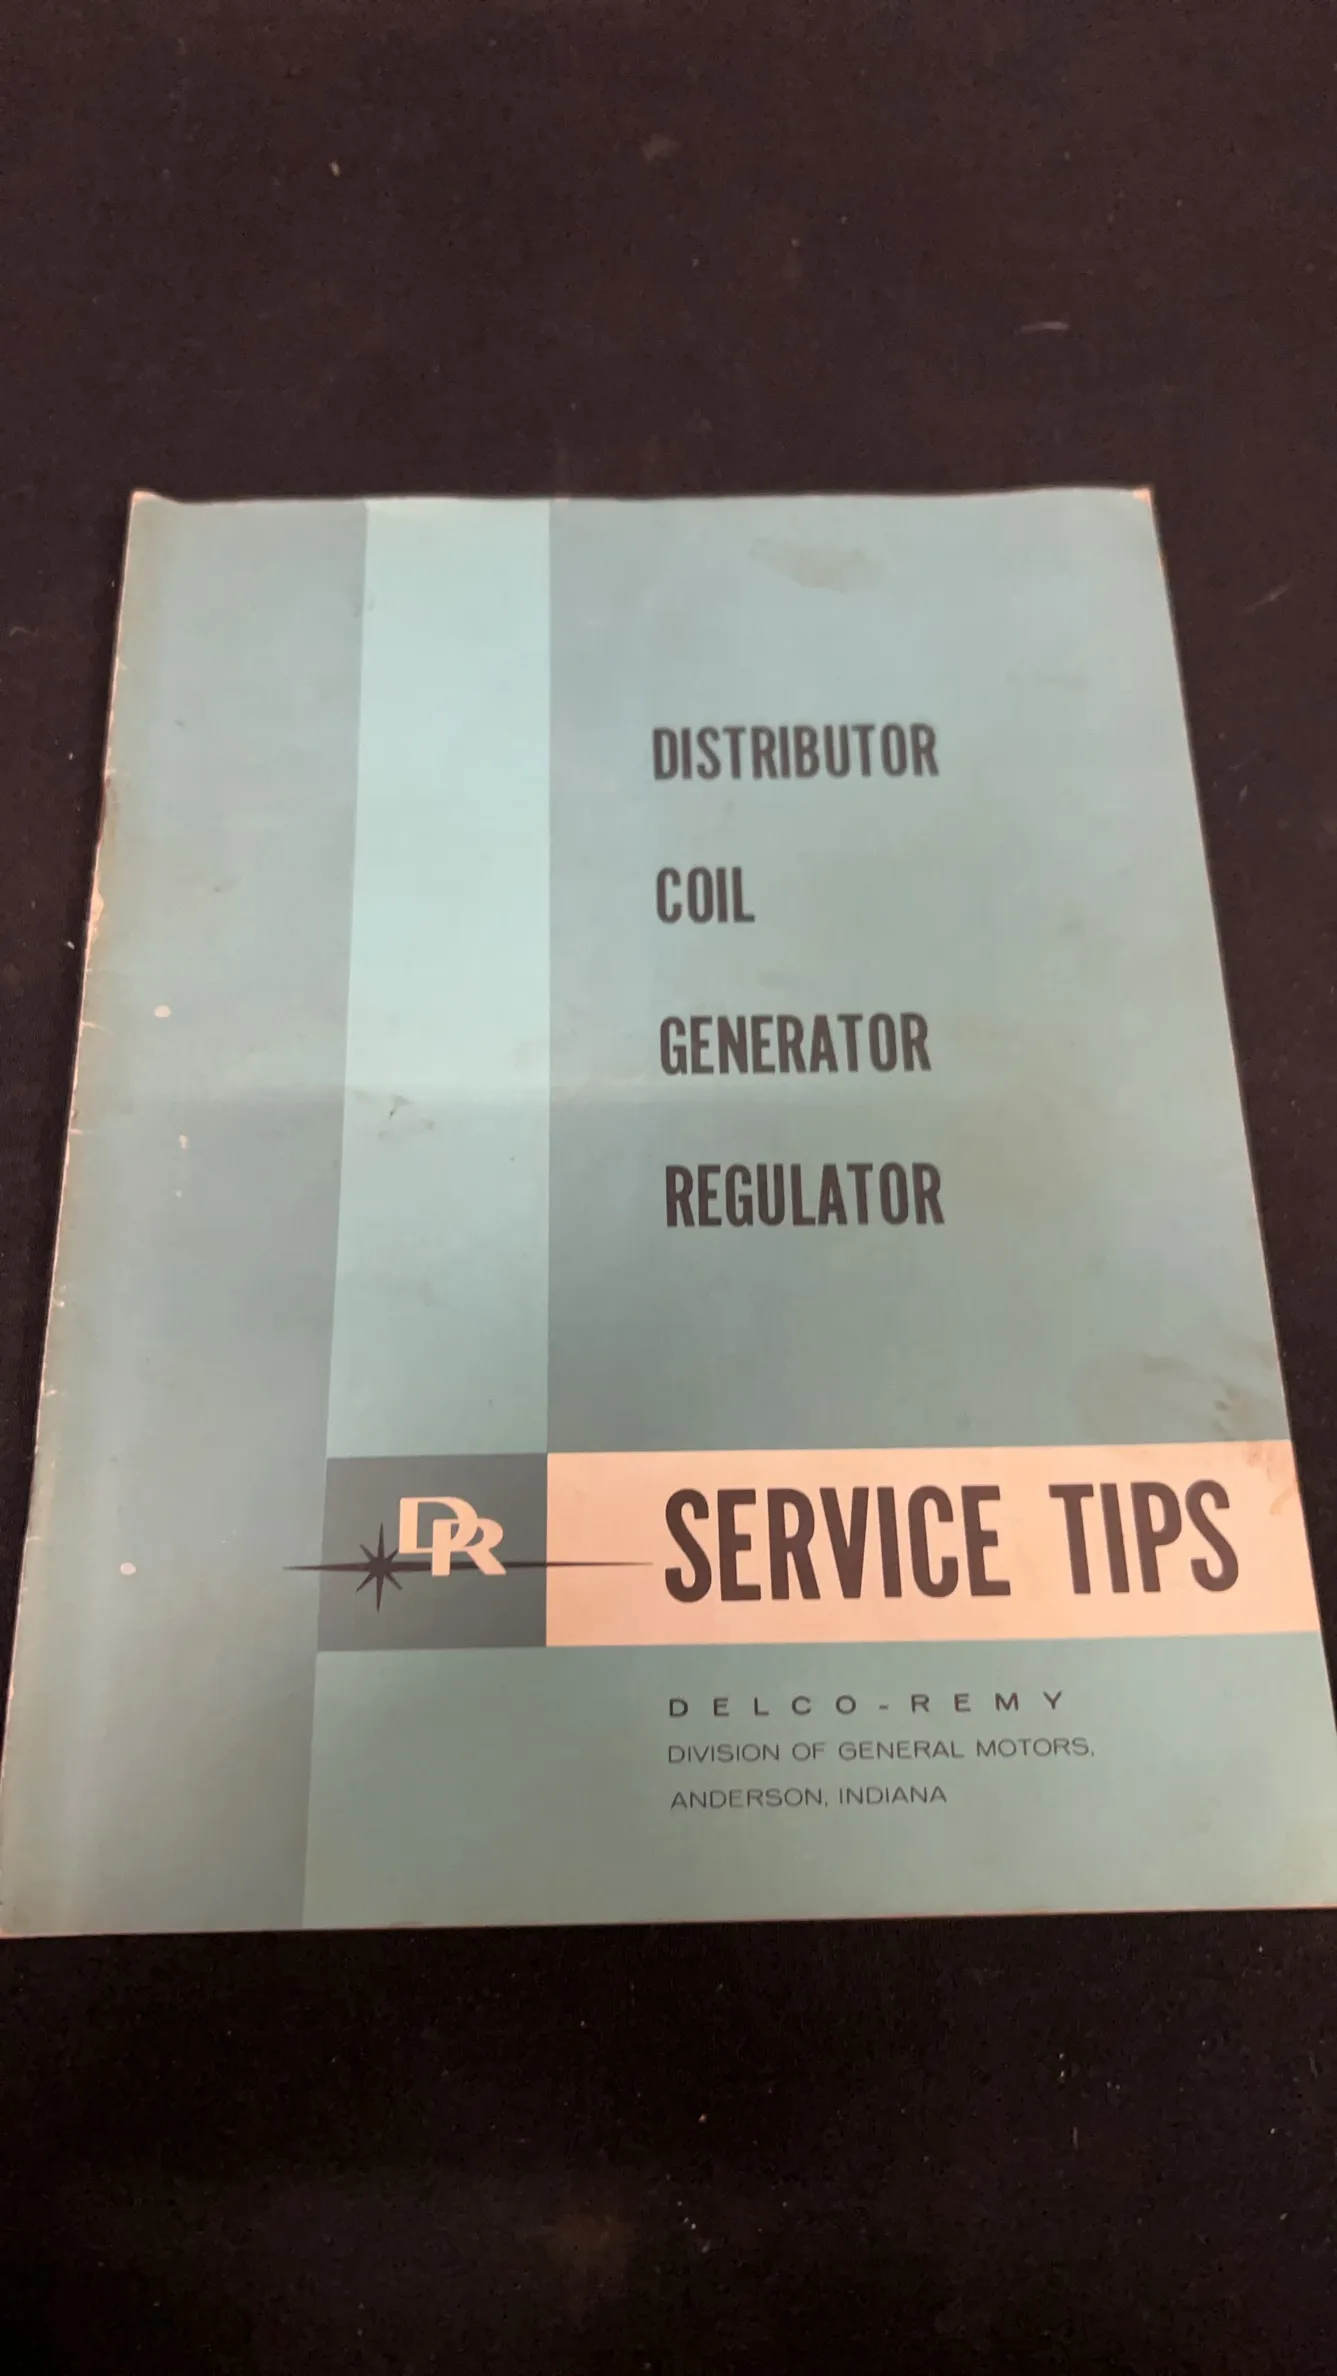 DISTRIBUTOR
COIL
GENERATOR
REGULATOR
DR
SERVICE TIPS
DELCO-REMY
DIVISION OF GENERAL MOTORS,
ANDERSON, INDIANA